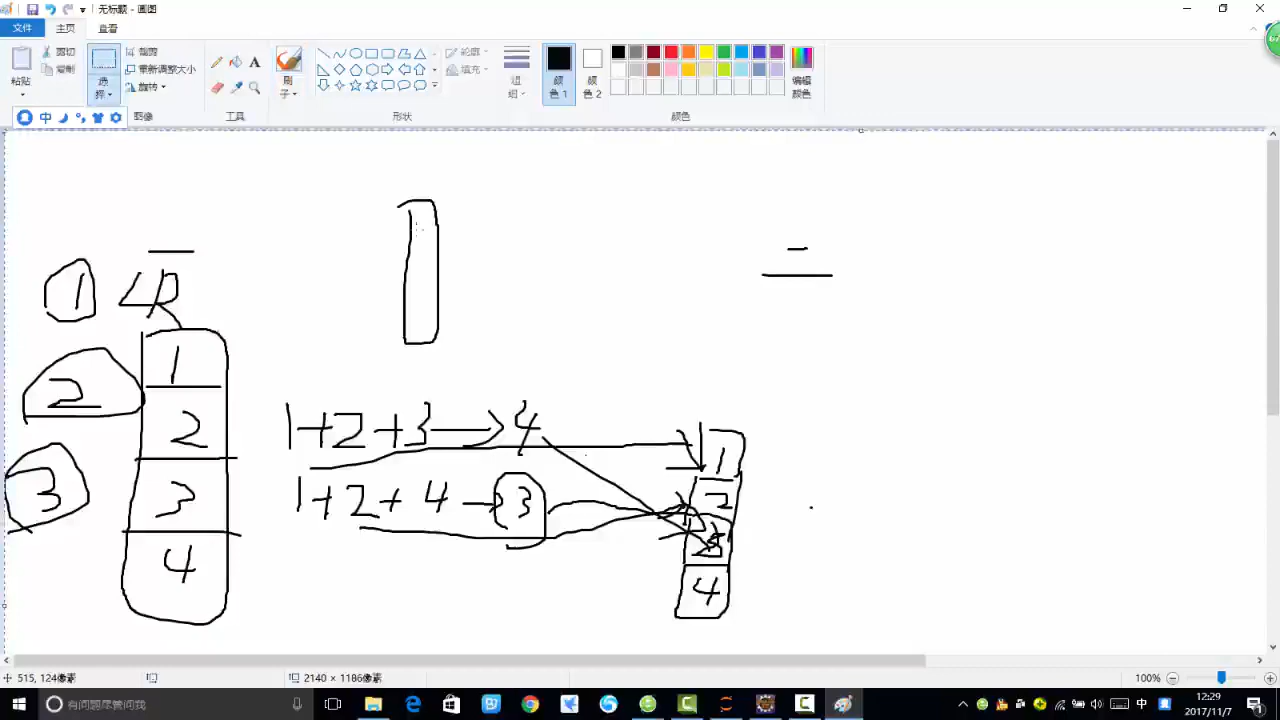 无标题 - 画图
文件 主页 查看
粘贴 剪切 复制
选择 裁剪 重新调整大小 旋转
刷子
轮廓 填充
粗细
颜色 1 颜色 2
编辑颜色
中 图像 工具 形状 颜色
一 二
1 LR
1
2 2
1+2+3→4 1
3 3 1+2+4→3 2
4 4
515, 124像素 2140 × 1186像素 100%
有问题尽管问我 中 12:29
2017/11/7